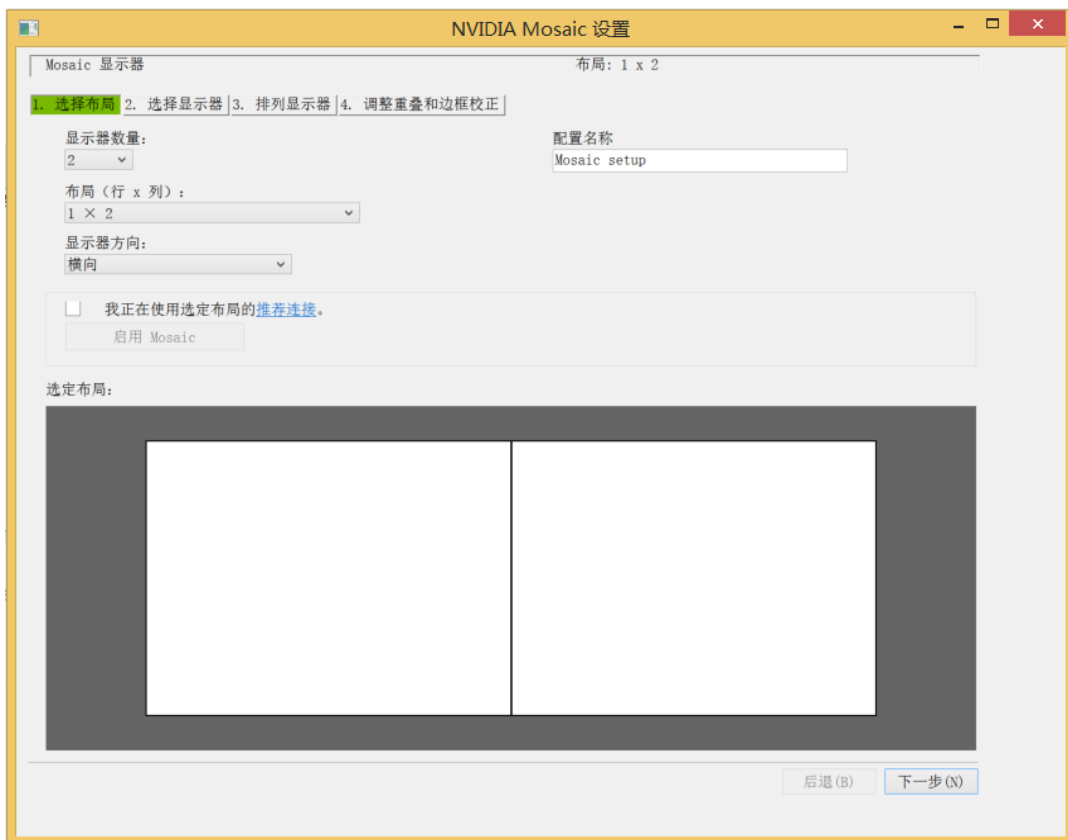 NVIDIA Mosaic 设置
Mosaic 显示器 布局: 1 x 2
1. 选择布局 2. 选择显示器 3. 排列显示器 4. 调整重叠和边框校正
显示器数量: 配置名称
2 Mosaic setup
布局（行 x 列）:
1 × 2
显示器方向:
横向
我正在使用选定布局的推荐连接。
启用 Mosaic
选定布局:
后退(B) 下一步(N)